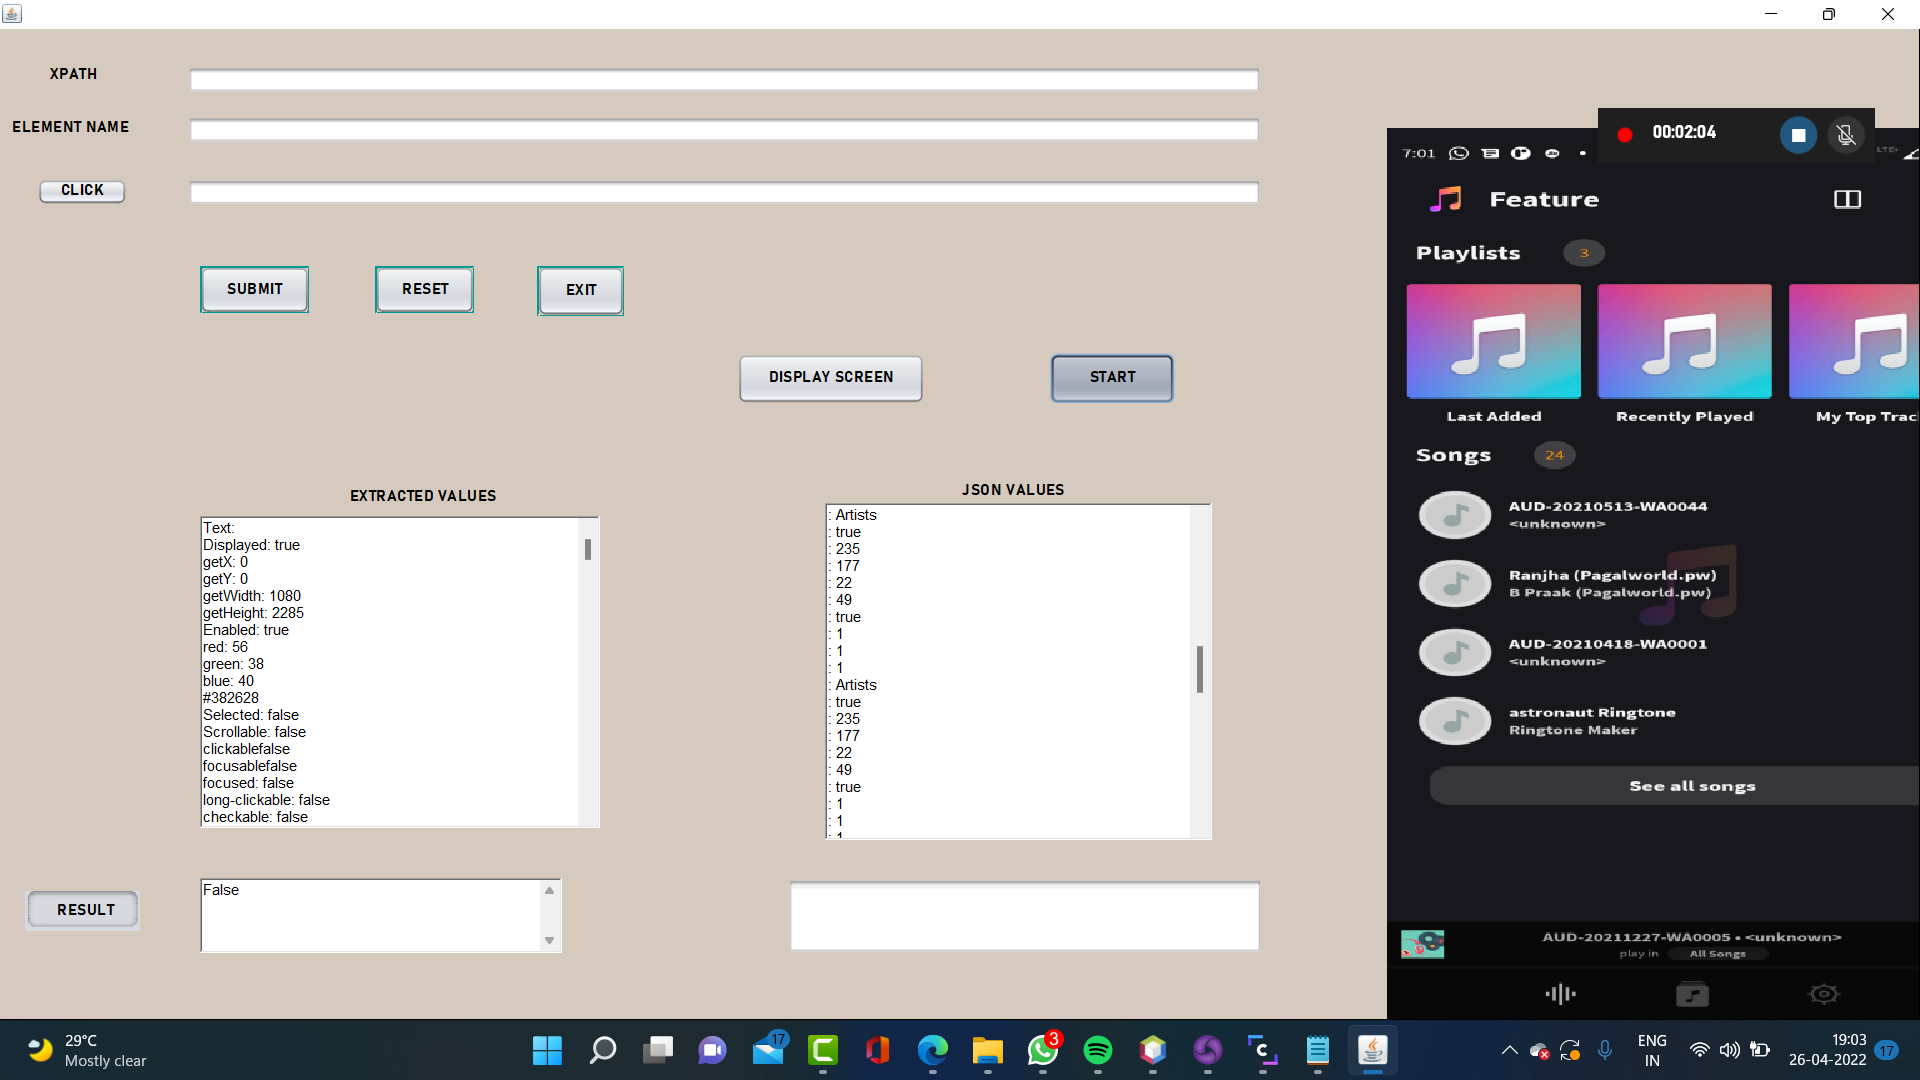 XPATH
ELEMENT NAME
CLICK
SUBMIT
RESET
EXIT
DISPLAY SCREEN
START
EXTRACTED VALUES
Text:
Displayed: true
getX: 0
getY: 0
getWidth: 1080
getHeight: 2285
Enabled: true
red: 56
green: 38
blue: 40
#382628
Selected: false
Scrollable: false
clickablefalse
focusablefalse
focused: false
long-clickable: false
checkable: false
JSON VALUES
: Artists
: true
: 235
: 177
: 22
: 49
: true
: 1
: 1
: 1
: Artists
: true
: 235
: 177
: 22
: 49
: true
: 1
: 1
: 1
RESULT
False
00:02:04
7:01
LTE+
Feature
Playlists 3
Last Added
Recently Played
My Top Trac
Songs 24
AUD-20210513-WA0044
<unknown>
Ranjha (Pagalworld.pw)
B Praak (Pagalworld.pw)
AUD-20210418-WA0001
<unknown>
astronaut Ringtone
Ringtone Maker
See all songs
AUD-20211227-WA0005 • <unknown>
play in All Songs
29°C
Mostly clear
17
3
ENG
IN
19:03
26-04-2022
17